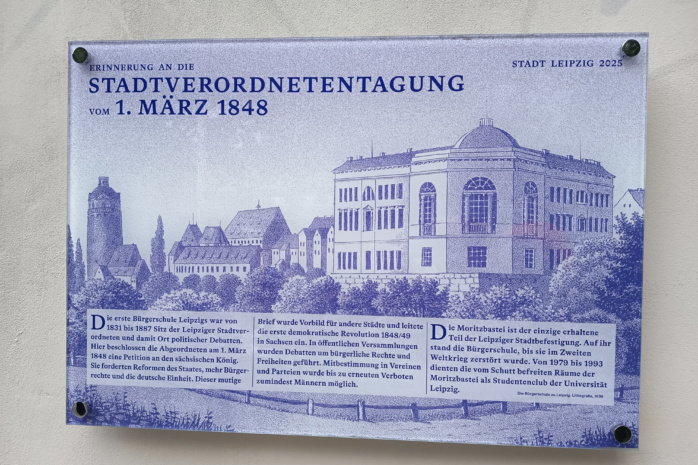 ERINNERUNG AN DIE
STADTVERORDNETENTAGUNG
VOM 1. MÄRZ 1848
STADT LEIPZIG 2025
Die erste Bürgerschule Leipzigs war von
1831 bis 1887 Sitz der Leipziger Stadtver-
ordneten und damit Ort politischer Debatten.
Hier beschlossen die Abgeordneten am 1. März
1848 eine Petition an den sächsischen König.
Sie forderten Reformen des Staates, mehr Bürger-
rechte und die deutsche Einheit. Dieser mutige
Brief wurde Vorbild für andere Städte und leitete
die erste demokratische Revolution 1848/49
in Sachsen ein. In öffentlichen Versammlungen
wurden Debatten um bürgerliche Rechte und
Freiheiten geführt. Mitbestimmung in Vereinen
und Parteien wurde bis zu erneuten Verboten
zumindest Männern möglich.
Die Moritzbastei ist der einzige erhaltene
Teil der Leipziger Stadtbefestigung. Auf ihr
stand die Bürgerschule, bis sie im Zweiten
Weltkrieg zerstört wurde. Von 1979 bis 1993
dienten die vom Schutt befreiten Räume der
Moritzbastei als Studentenclub der Universität
Leipzig.
Die Bürgerschule zu Leipzig, Lithografie,